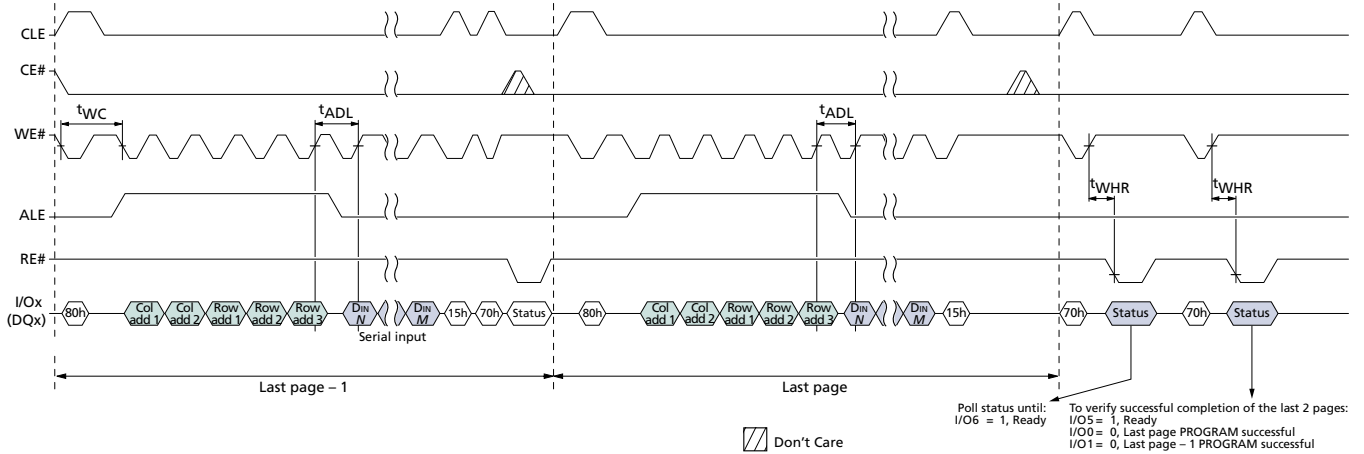 CLE
CE#
tWC
tADL
tADL
WE#
tWHR
tWHR
ALE
RE#
I/Ox
(DQx)
80h
Col
add 1
Col
add 2
Row
add 1
Row
add 2
Row
add 3
DIN
N
DIN
M
15h
70h
Status
80h
Col
add 1
Col
add 2
Row
add 1
Row
add 2
Row
add 3
DIN
N
DIN
M
15h
70h
Status
70h
Status
Serial input
Last page – 1
Last page
Poll status until:
I/O6 = 1, Ready
To verify successful completion of the last 2 pages:
I/O5 = 1, Ready
I/O0 = 0, Last page PROGRAM successful
I/O1 = 0, Last page – 1 PROGRAM successful
Don't Care